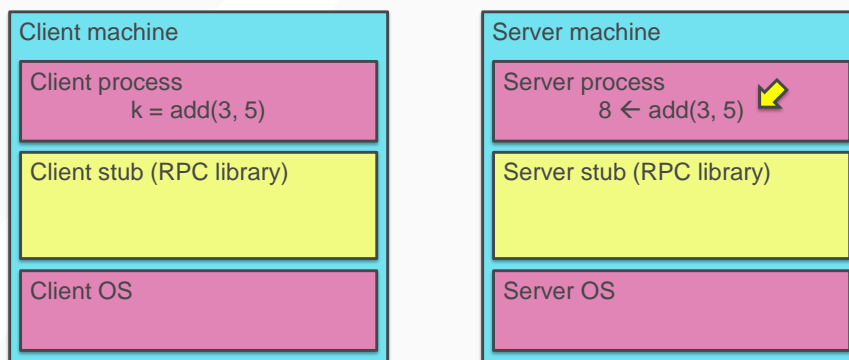 Client machine
Client process
k = add(3, 5)
Client stub (RPC library)
Client OS
Server machine
Server process
8 ← add(3, 5)
Server stub (RPC library)
Server OS